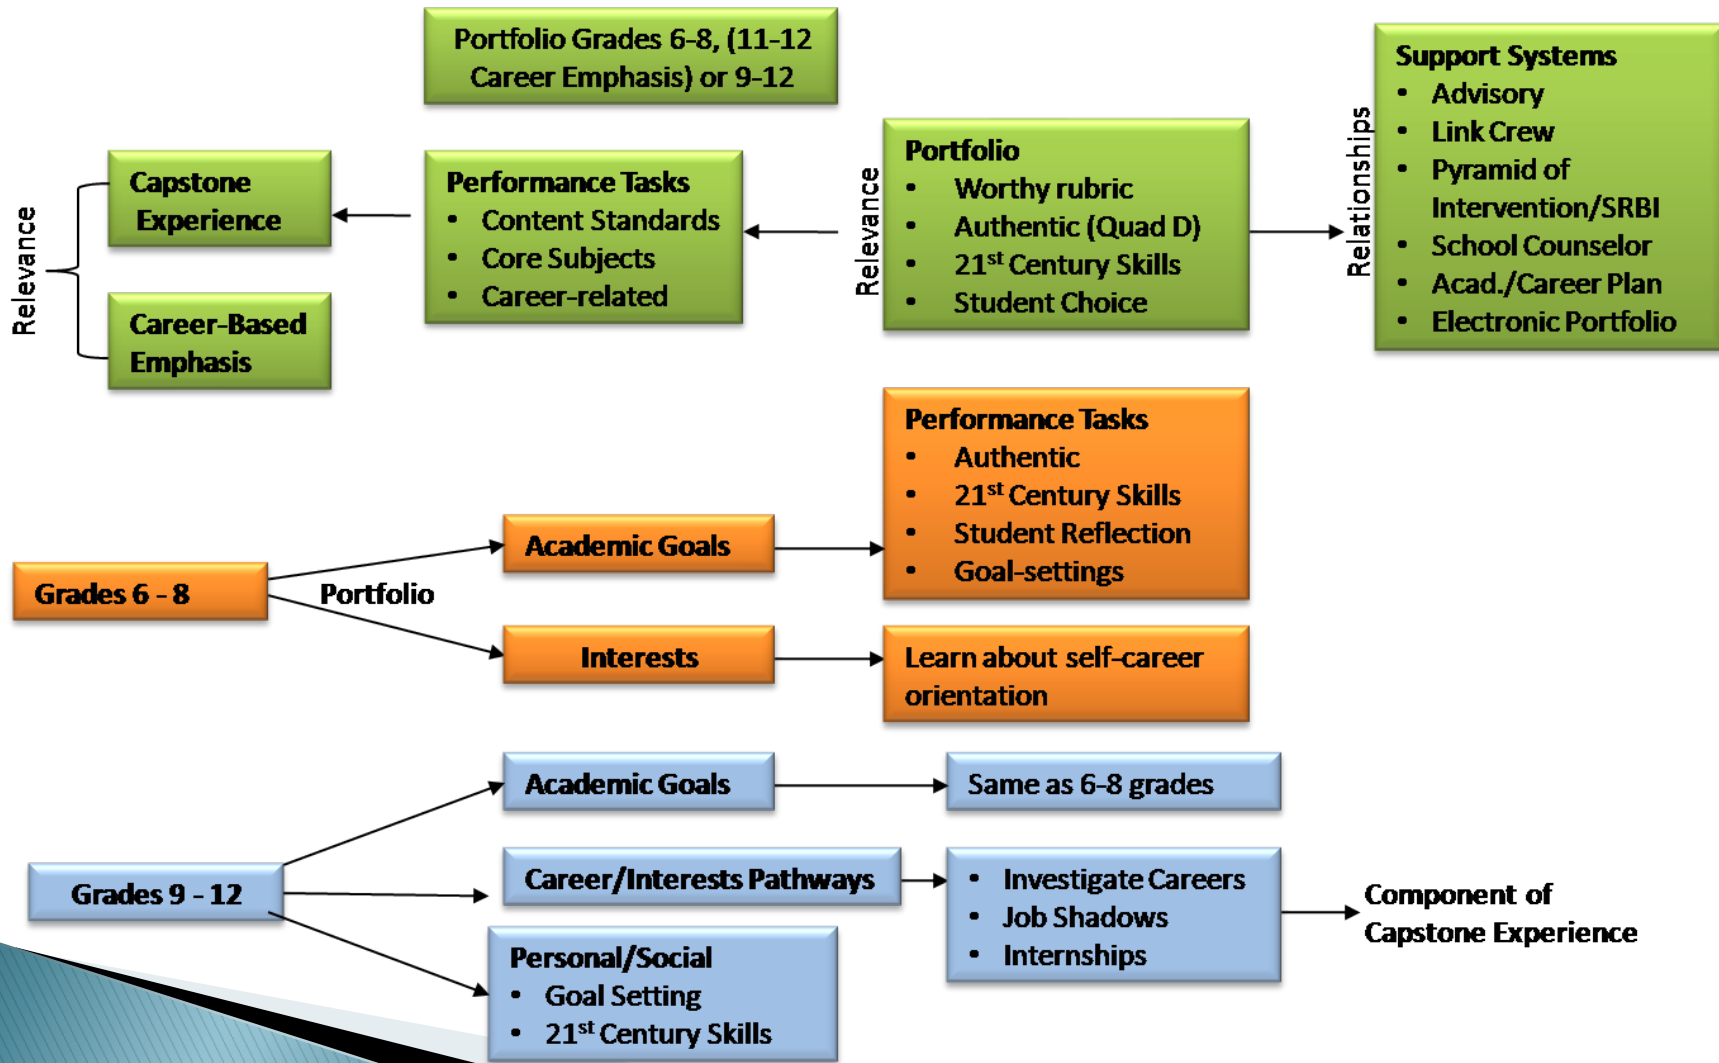 Portfolio Grades 6-8, (11-12
Career Emphasis) or 9-12
Relevance
Capstone
Experience
Career-Based
Emphasis
Performance Tasks
• Content Standards
• Core Subjects
• Career-related
Relevance
Portfolio
• Worthy rubric
• Authentic (Quad D)
• 21st Century Skills
• Student Choice
Relationships
Support Systems
• Advisory
• Link Crew
• Pyramid of
Intervention/SRBI
• School Counselor
• Acad./Career Plan
• Electronic Portfolio
Grades 6 - 8
Portfolio
Academic Goals
Performance Tasks
• Authentic
• 21st Century Skills
• Student Reflection
• Goal-settings
Interests
Learn about self-career
orientation
Grades 9 - 12
Academic Goals
Same as 6-8 grades
Career/Interests Pathways
• Investigate Careers
• Job Shadows
• Internships
Component of
Capstone Experience
Personal/Social
• Goal Setting
• 21st Century Skills